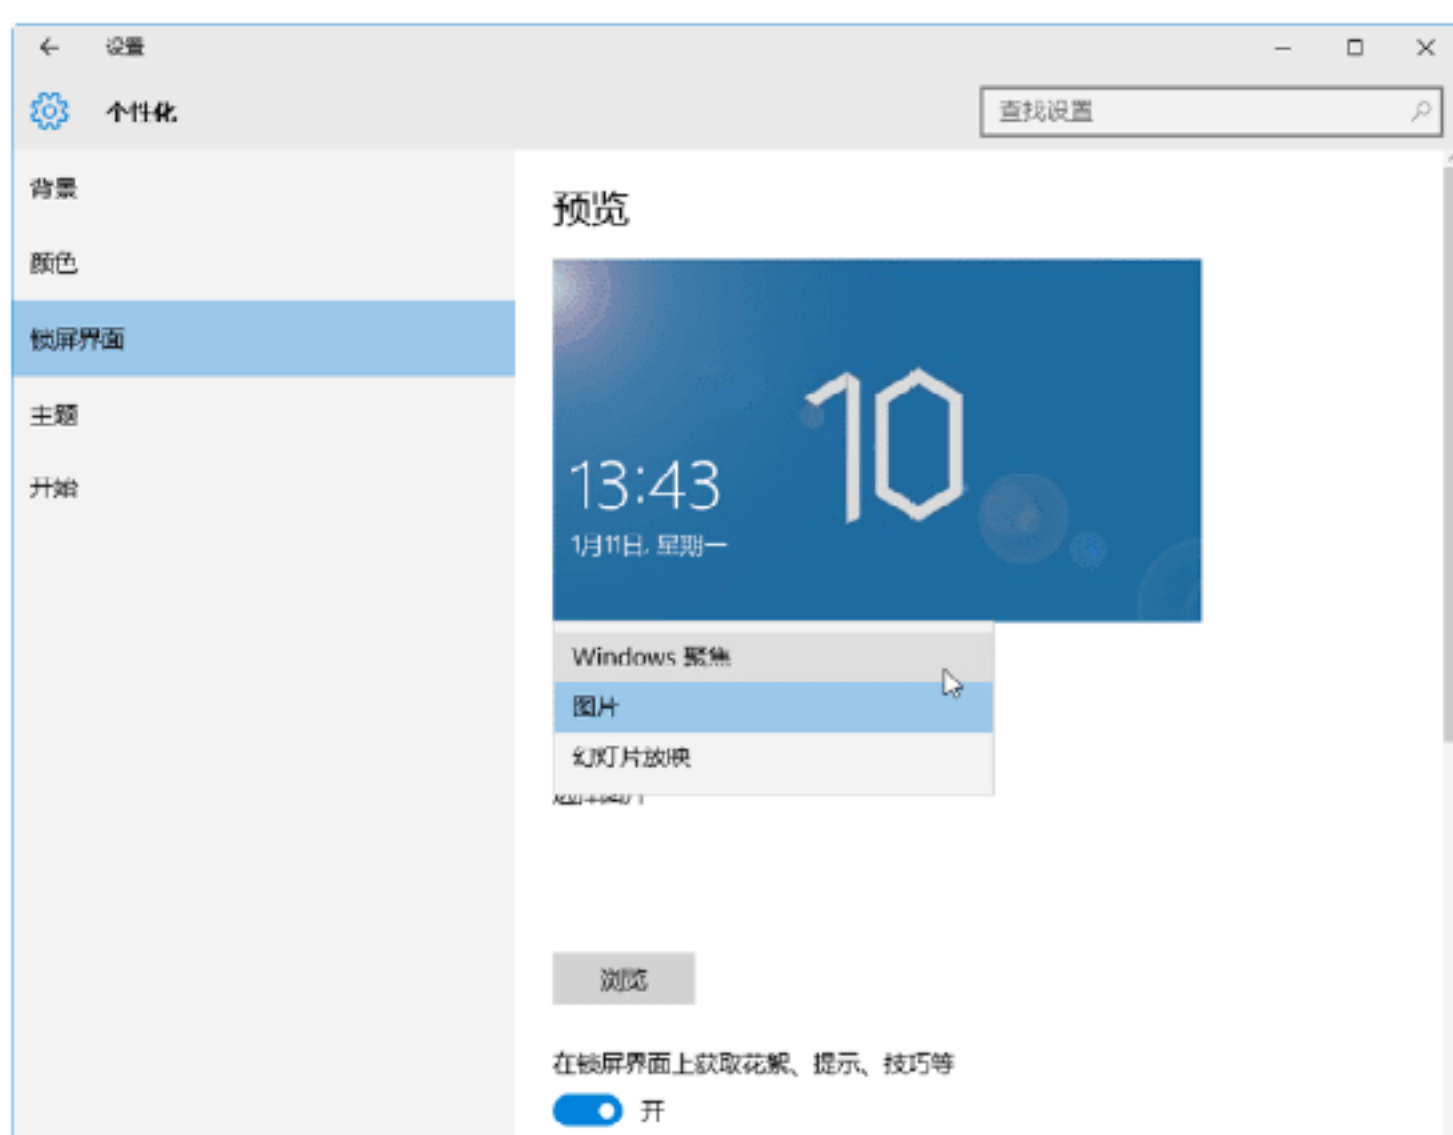 设置
个性化
查找设置
背景
颜色
锁屏界面
主题
开始
预览
10
13:43
1月11日, 星期一
Windows 聚焦
图片
幻灯片放映
浏览
在锁屏界面上获取花絮、提示、技巧等
开